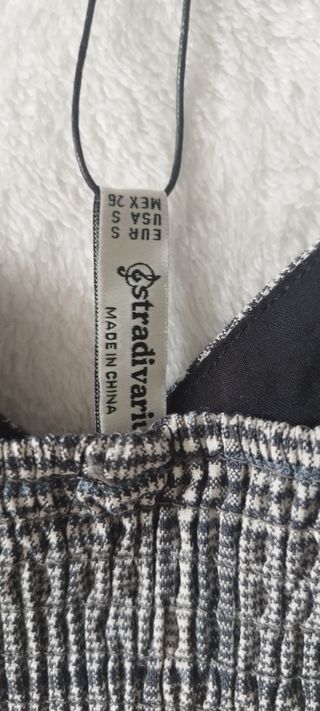 EUR S
USA S
MEX 26
stradivariu
MADE IN CHINA